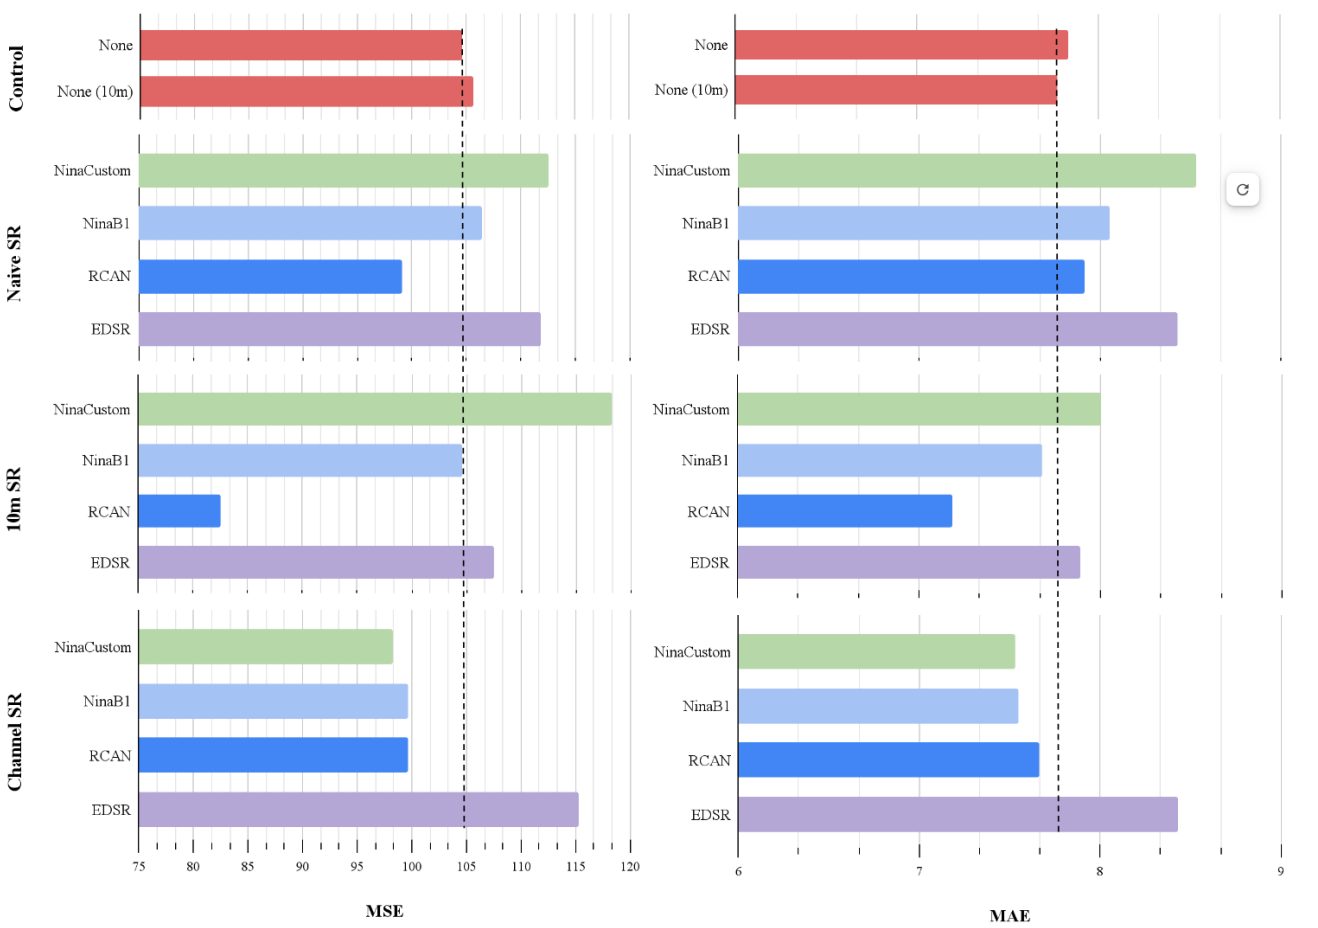 Control
None
None (10m)
None
None (10m)
Naive SR
NinaCustom
NinaB1
RCAN
EDSR
NinaCustom
NinaB1
RCAN
EDSR
10m SR
NinaCustom
NinaB1
RCAN
EDSR
NinaCustom
NinaB1
RCAN
EDSR
Channel SR
NinaCustom
NinaB1
RCAN
EDSR
75 80 85 90 95 100 105 110 115 120
MSE
NinaCustom
NinaB1
RCAN
EDSR
6 7 8 9
MAE